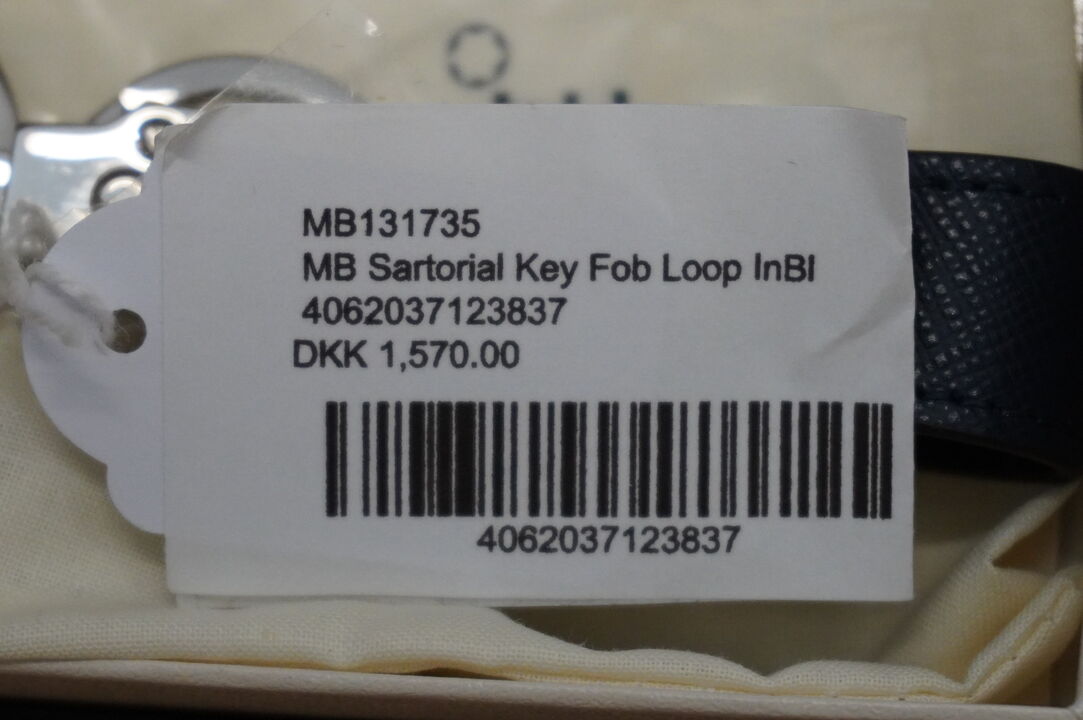 MB131735
MB Sartorial Key Fob Loop InBl
4062037123837
DKK 1,570.00
4062037123837